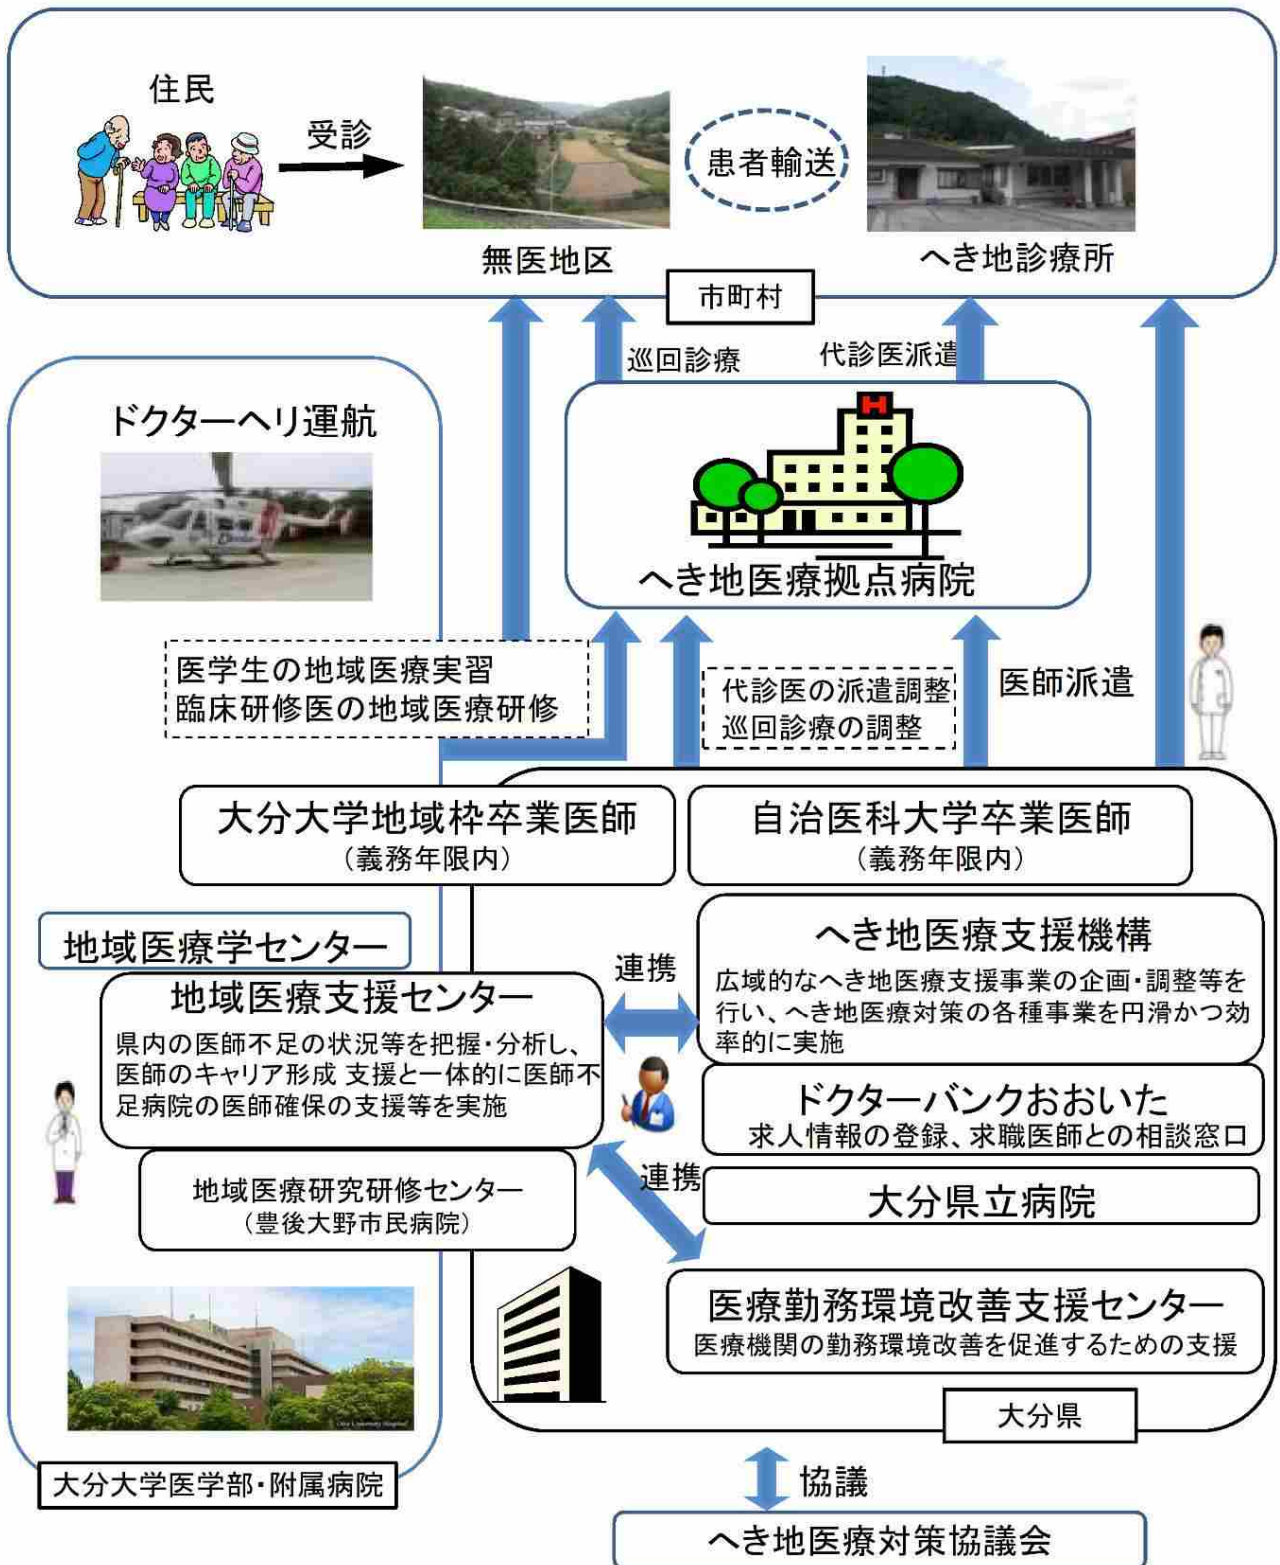 住民
受診
患者輸送
無医地区
へき地診療所
市町村
巡回診療
代診医派遣
ドクターヘリ運航
H
へき地医療拠点病院
医学生の地域医療実習
臨床研修医の地域医療研修
代診医の派遣調整
巡回診療の調整
医師派遣
大分大学地域枠卒業医師
(義務年限内)
自治医科大学卒業医師
(義務年限内)
地域医療学センター
地域医療支援センター
県内の医師不足の状況等を把握・分析し、
医師のキャリア形成 支援と一体的に医師不
足病院の医師確保の支援等を実施
連携
へき地医療支援機構
広域的なへき地医療支援事業の企画・調整等を
行い、へき地医療対策の各種事業を円滑かつ効
率的に実施
ドクターバンクおおいた
求人情報の登録、求職医師との相談窓口
地域医療研究研修センター
(豊後大野市民病院)
連携
大分県立病院
医療勤務環境改善支援センター
医療機関の勤務環境改善を促進するための支援
大分県
Oita University Hospital
大分大学医学部・附属病院
協議
へき地医療対策協議会